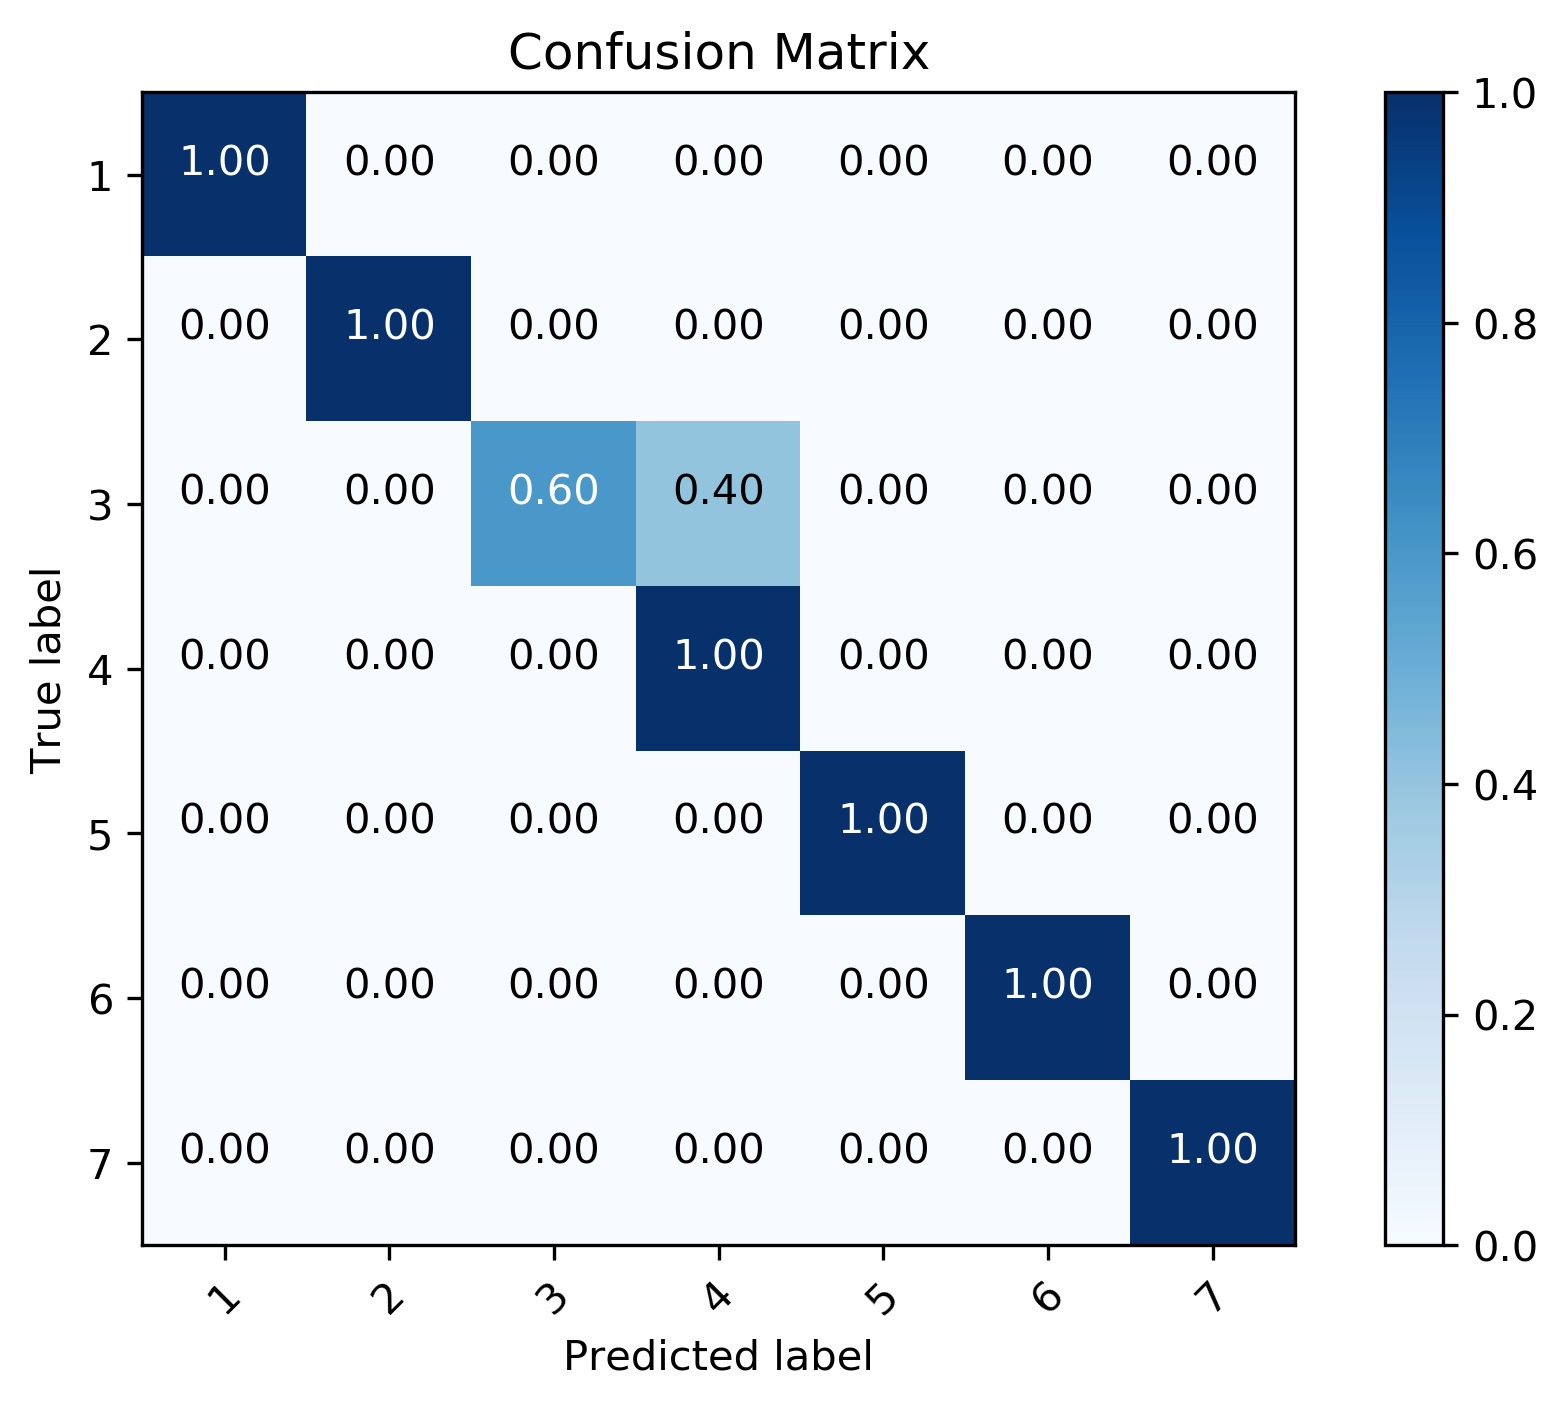 Confusion Matrix
1 1.00 0.00 0.00 0.00 0.00 0.00 0.00
2 0.00 1.00 0.00 0.00 0.00 0.00 0.00
3 0.00 0.00 0.60 0.40 0.00 0.00 0.00
4 0.00 0.00 0.00 1.00 0.00 0.00 0.00
5 0.00 0.00 0.00 0.00 1.00 0.00 0.00
6 0.00 0.00 0.00 0.00 0.00 1.00 0.00
7 0.00 0.00 0.00 0.00 0.00 0.00 1.00
True label
1 2 3 4 5 6 7
Predicted label
1.0
0.8
0.6
0.4
0.2
0.0